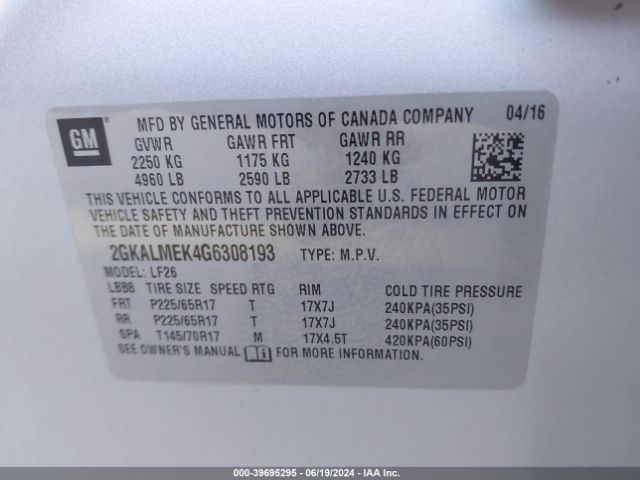 GM
MFD BY GENERAL MOTORS OF CANADA COMPANY 04/16
GVWR GAWR FRT GAWR RR
2250 KG 1175 KG 1240 KG
4960 LB 2590 LB 2733 LB
THIS VEHICLE CONFORMS TO ALL APPLICABLE U.S. FEDERAL MOTOR
VEHICLE SAFETY AND THEFT PREVENTION STANDARDS IN EFFECT ON
THE DATE OF MANUFACTURE SHOWN ABOVE.
2GKALMEK4G6308193 TYPE: M.P.V.
MODEL: LF26
LBB8 TIRE SIZE SPEED RTG RIM COLD TIRE PRESSURE
FRT P225/65R17 T 17X7J 240KPA(35PSI)
RR P225/65R17 T 17X7J 240KPA(35PSI)
SPA T145/70R17 M 17X4.5T 420KPA(60PSI)
SEE OWNER'S MANUAL FOR MORE INFORMATION.
000-39695295 - 06/19/2024 - IAAI.com